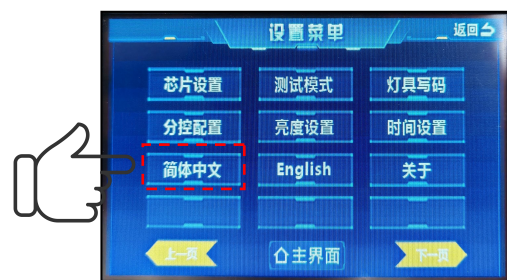 设置菜单
返回
芯片设置 测试模式 灯具写码
分控配置 亮度设置 时间设置
简体中文 English 关于
上一页 主界面 下一页